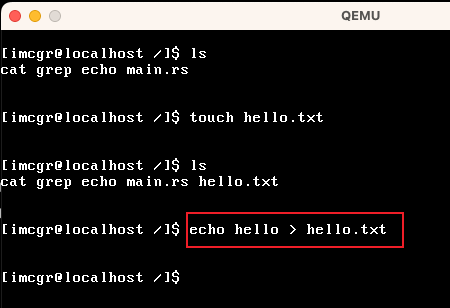 QEMU
[imcgr@localhost /]$ ls
cat grep echo main.rs
[imcgr@localhost /]$ touch hello.txt
[imcgr@localhost /]$ ls
cat grep echo main.rs hello.txt
[imcgr@localhost /]$ echo hello > hello.txt
[imcgr@localhost /]$